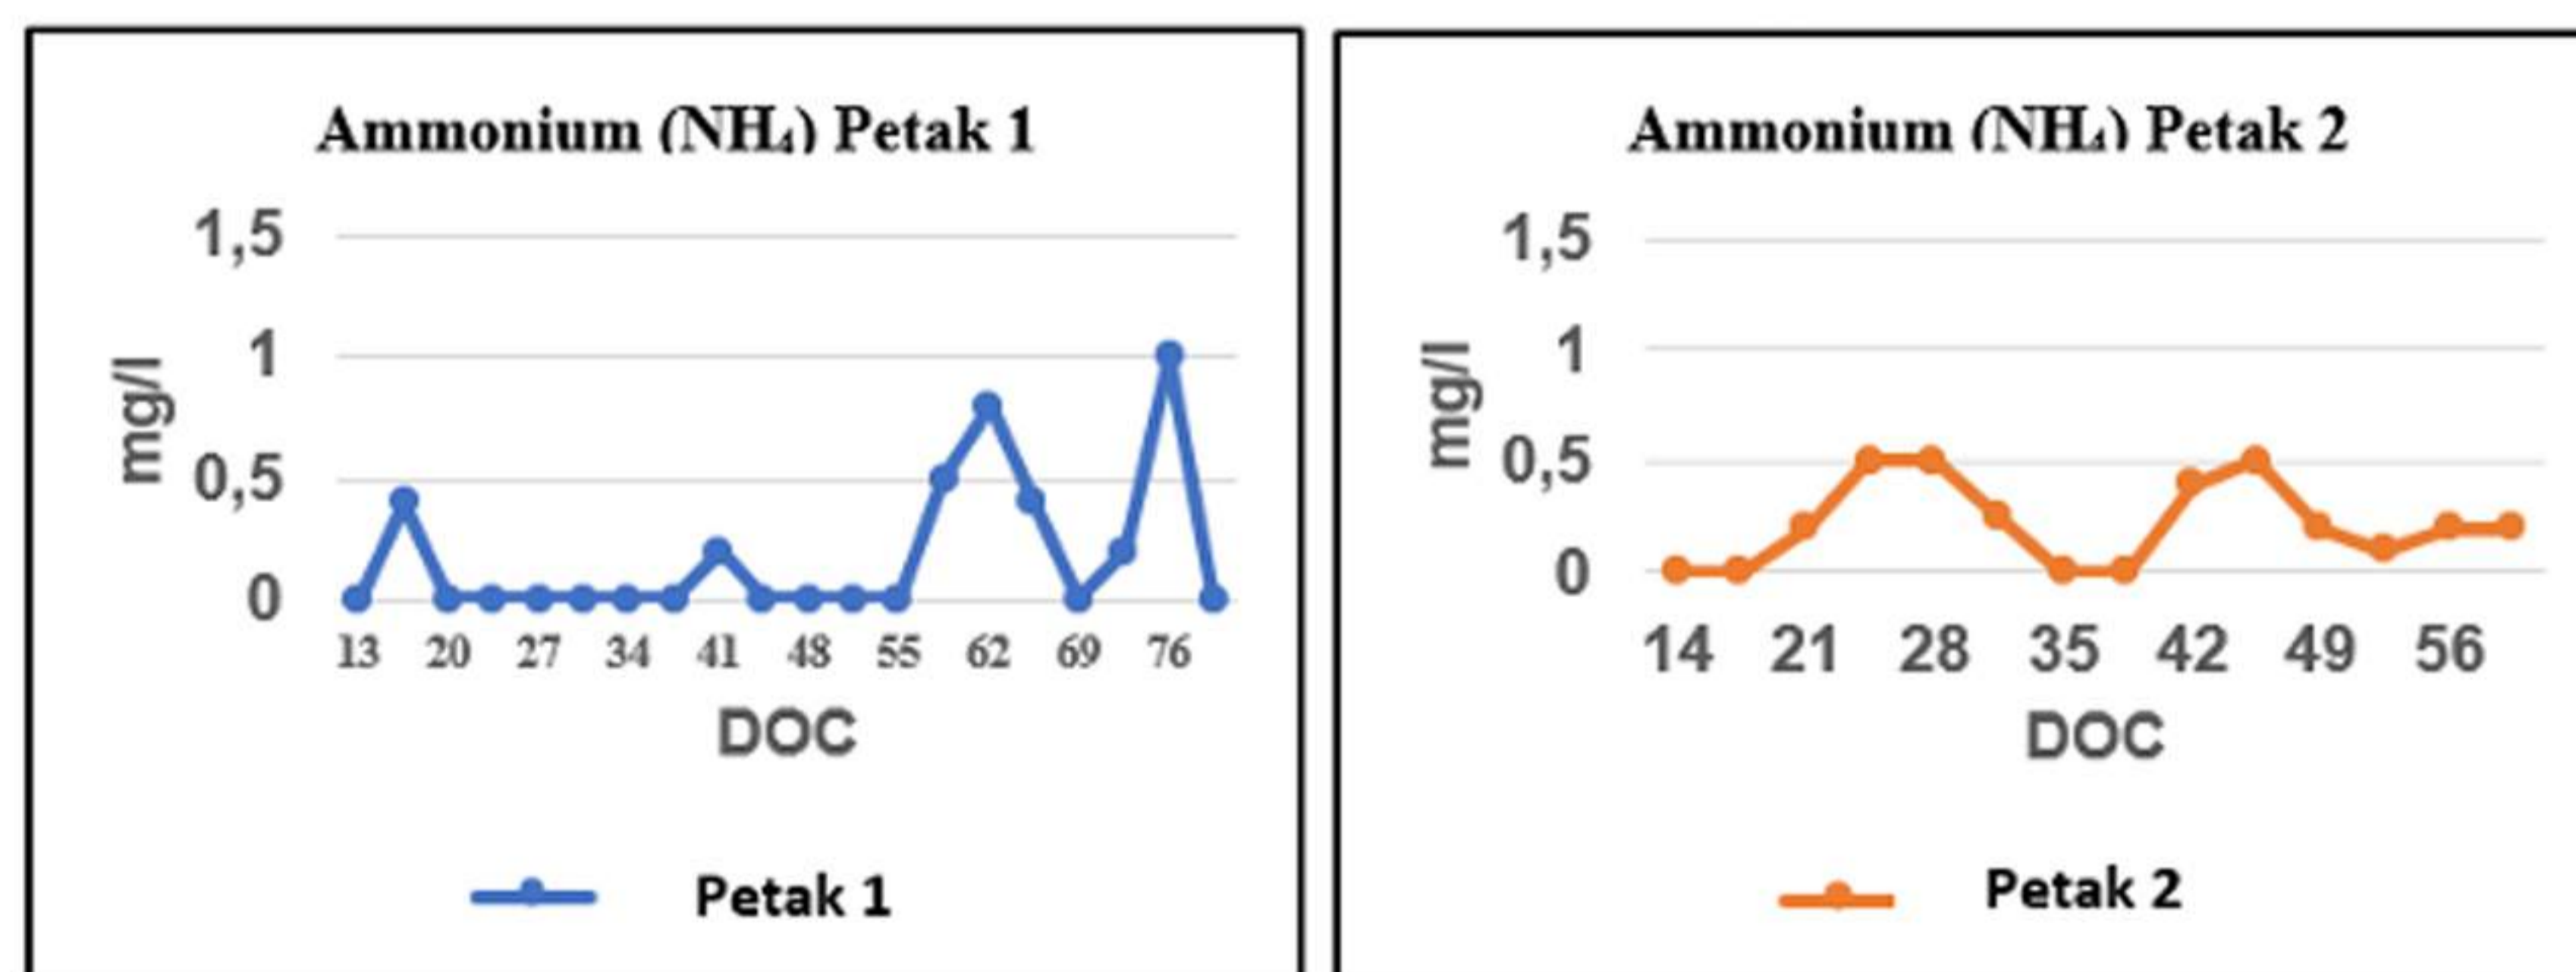 Ammonium (NH₄) Petak 1
1,5
1
0,5
0
mg/l
13 20 27 34 41 48 55 62 69 76
DOC
Petak 1
Ammonium (NH₄) Petak 2
1,5
1
0,5
0
mg/l
14 21 28 35 42 49 56
DOC
Petak 2